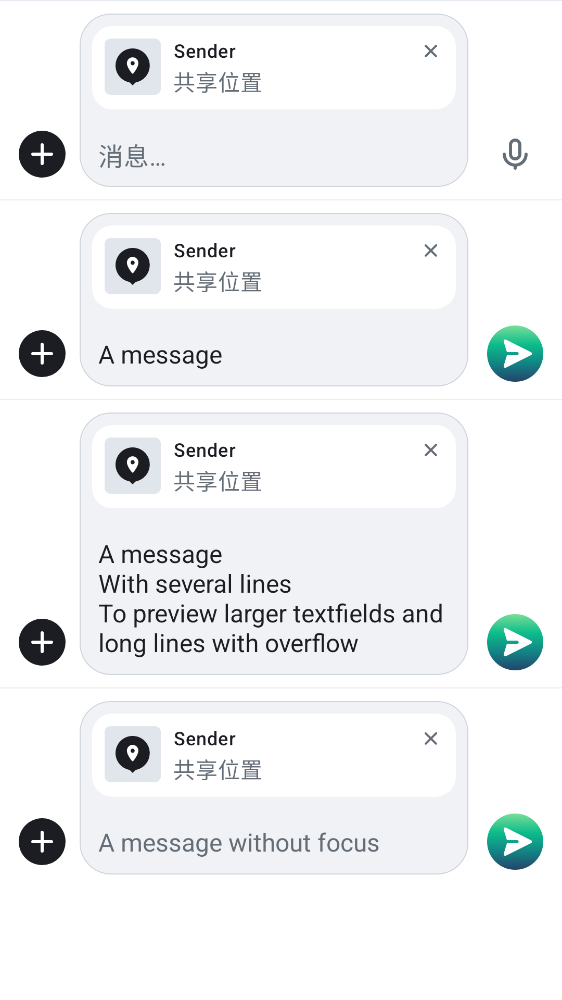 Sender
共享位置
消息…
Sender
共享位置
A message
Sender
共享位置
A message
With several lines
To preview larger textfields and
long lines with overflow
Sender
共享位置
A message without focus